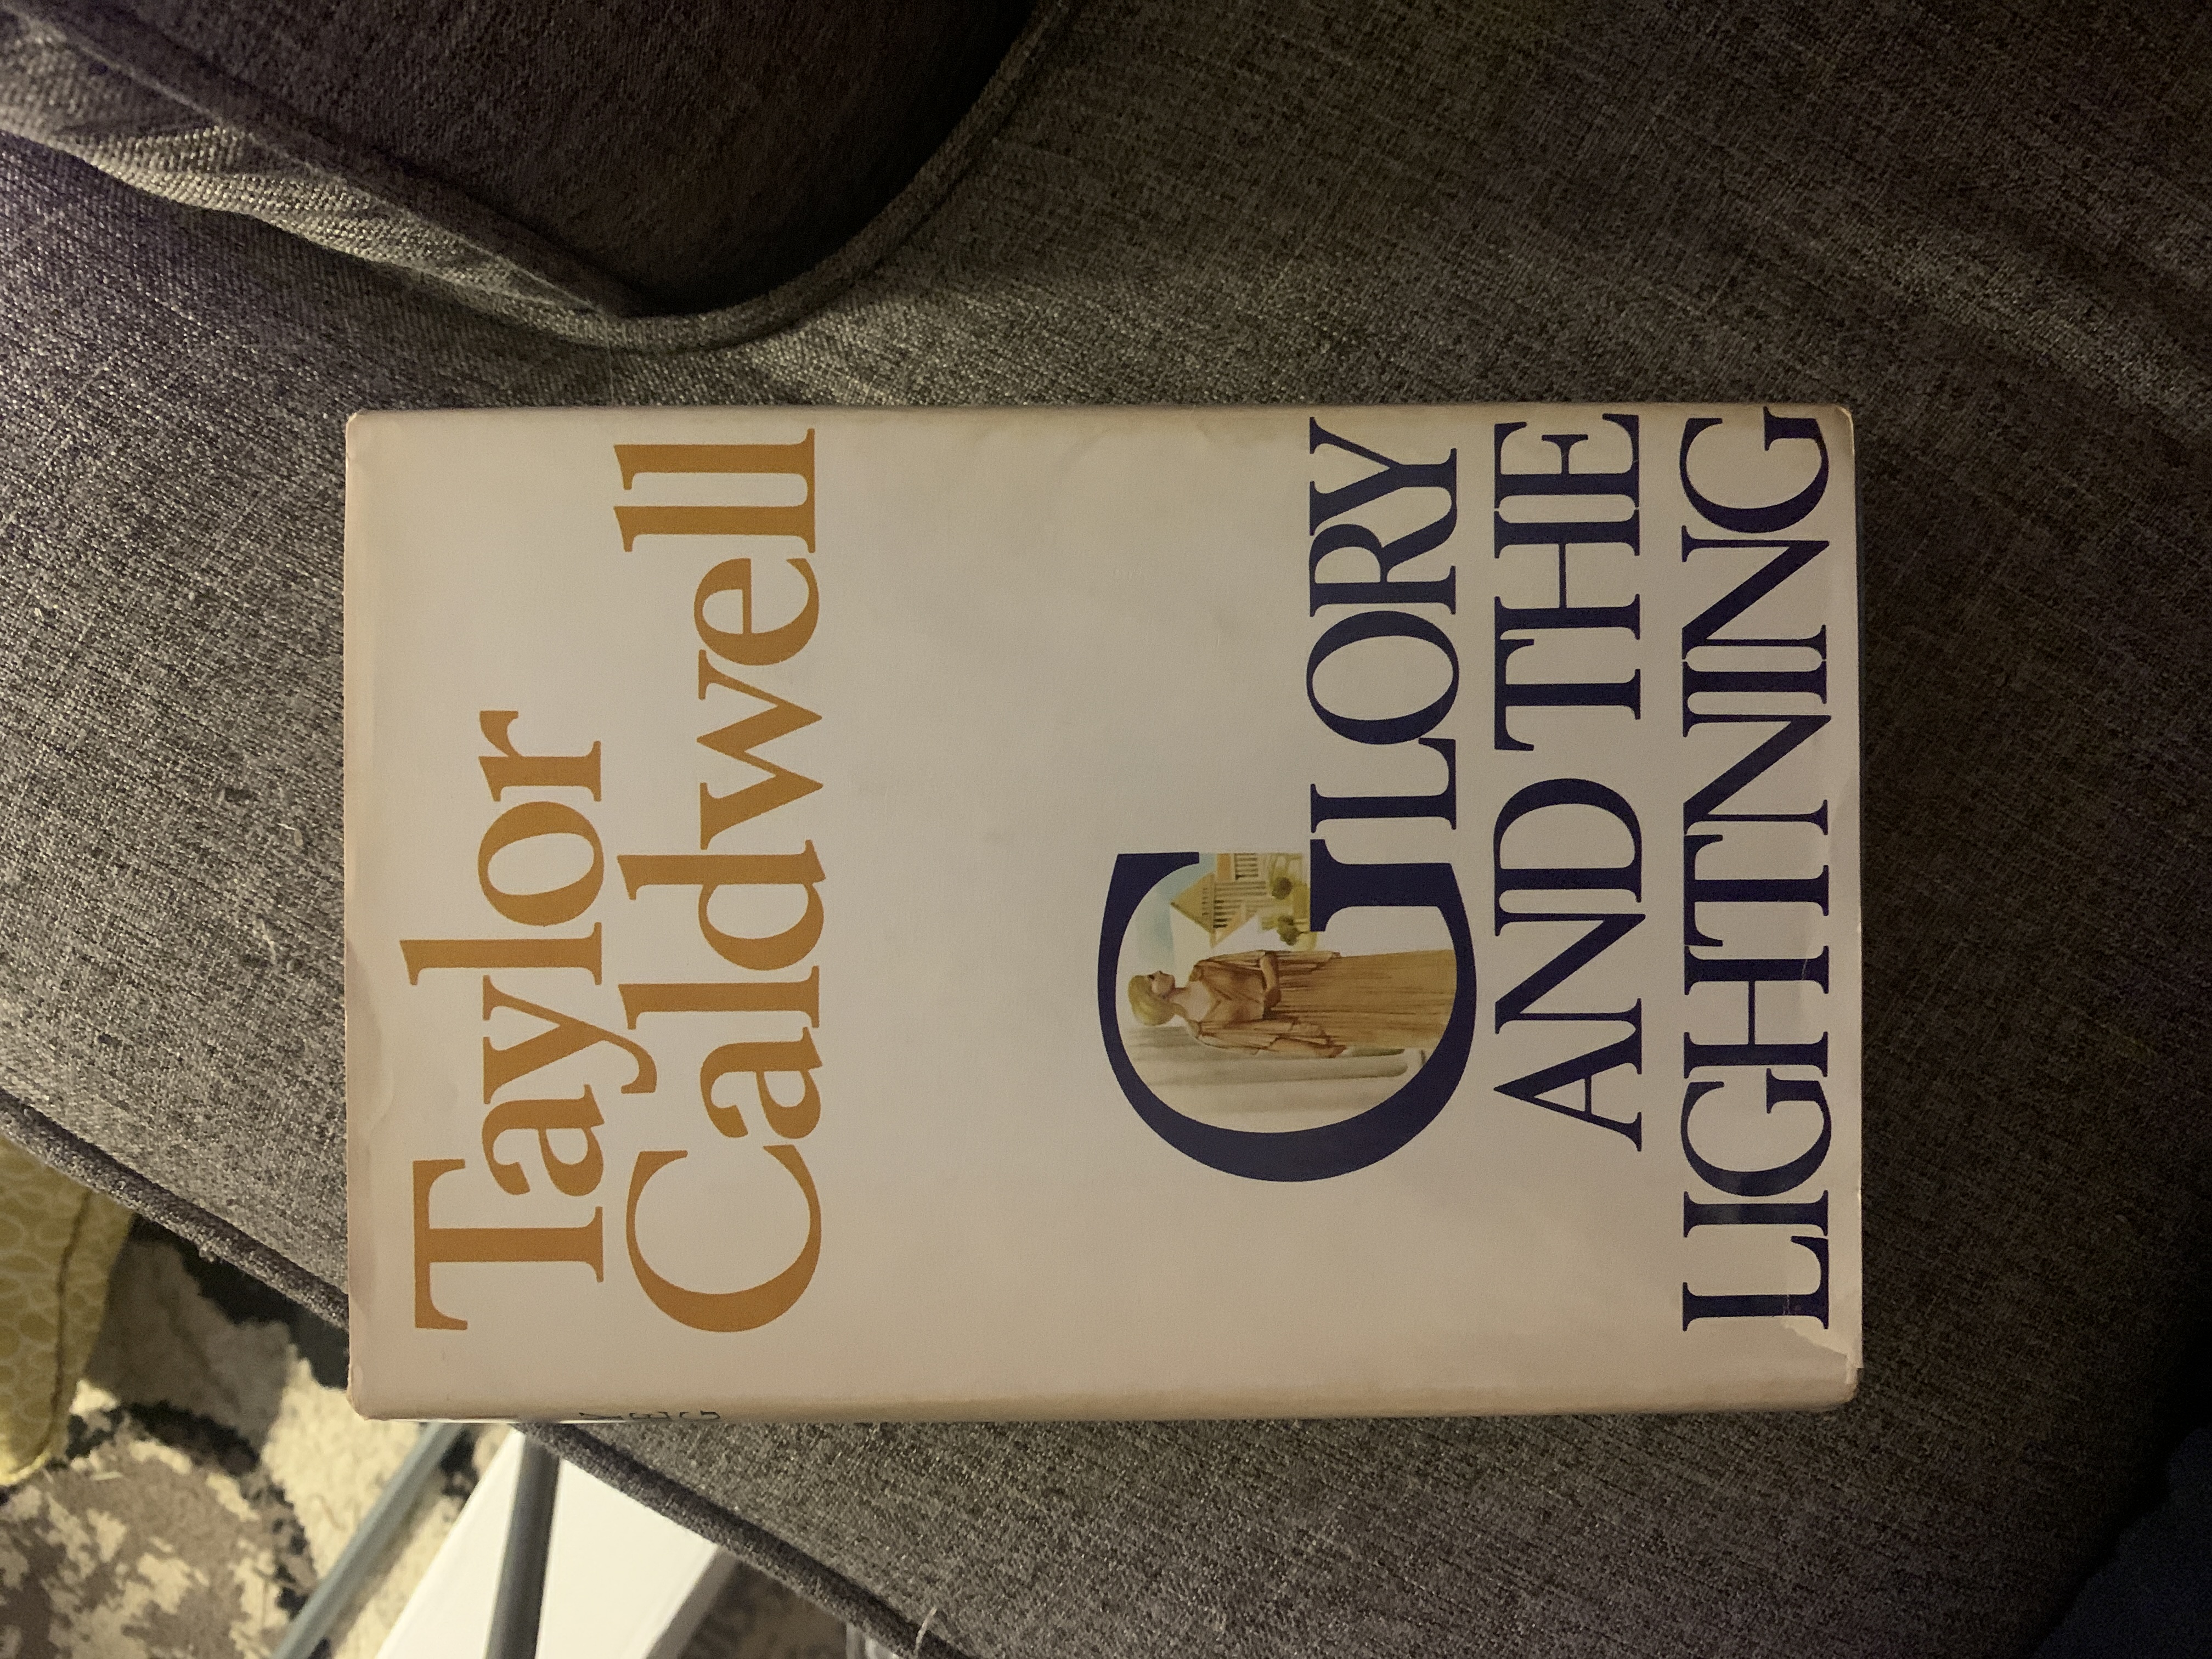 Taylor
Caldwell
GLORY
AND THE
LIGHTNING